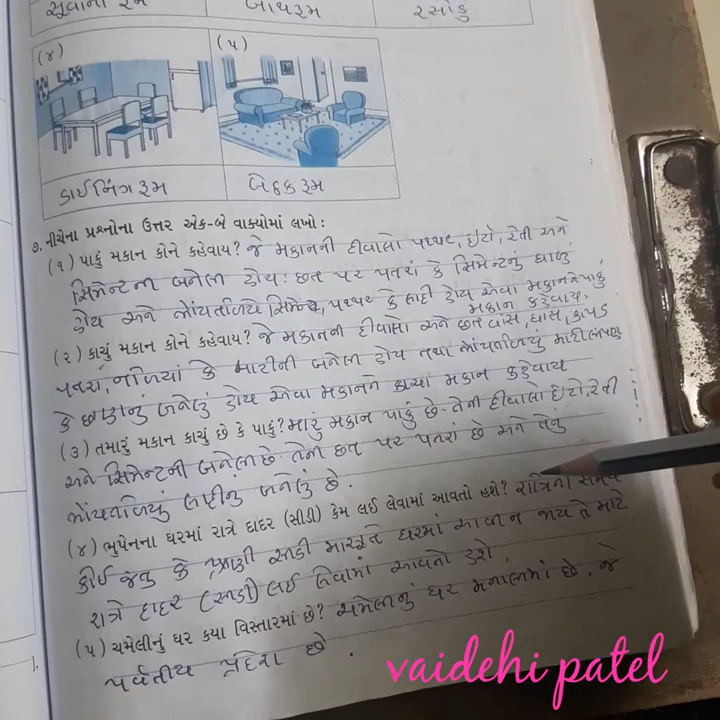 સુવાનો રૂમ
બાથરૂમ
રસોડું
(૪)
(૫)
ડાઈનિંગ રૂમ
બેઠક રૂમ
૭. નીચેના પ્રશ્નોના ઉત્તર એક-બે વાક્યોમાં લખો :
(૧) પાકું મકાન કોને કહેવાય? જે મકાનની દીવાલો પથ્થર, ઈંટો, રેતી અને
સિમેન્ટની બનેલી હોય. છત પર પતરાં કે સિમેન્ટનું ધાબું
હોય અને ભોંયતળિયે સિમેન્ટ, પથ્થર કે લાદી હોય એવા મકાનને પાકું
મકાન કહેવાય.
(૨) કાચું મકાન કોને કહેવાય? જે મકાનની દીવાલો અને છત વાંસ, ઘાસ, કાપડ
પતરાં, નળિયાં કે માટીની બનેલી હોય તથા ભોંયતળિયું માટી લીંપણ
કે છાણનું બનેલું હોય એવા મકાનને કાચા મકાન કહેવાય
(૩) તમારું મકાન કાચું છે કે પાકું? મારું મકાન પાકું છે. તેની દીવાલો ઈંટો, રેતી
અને સિમેન્ટની બનેલી છે. તેની છત પર પતરાં છે અને તેનું
ભોંયતળિયું લાદીનું બનેલું છે.
(૪) ભુપેનના ઘરમાં રાત્રે દાદર (સીડી) કેમ લઈ લેવામાં આવતો હશે? રાત્રિના સમયે
કોઈ જંતુ કે પ્રાણી સીડી મારફતે ઘરમાં આવી ન જાય તે માટે
રાત્રે દાદર (સીડી) લઈ લેવામાં આવતો હશે.
(૫) ચમેલીનું ઘર કયા વિસ્તારમાં છે? ચમેલીનું ઘર મનાલીમાં છે. જે
પર્વતીય પ્રદેશ છે.
vaidehi patel